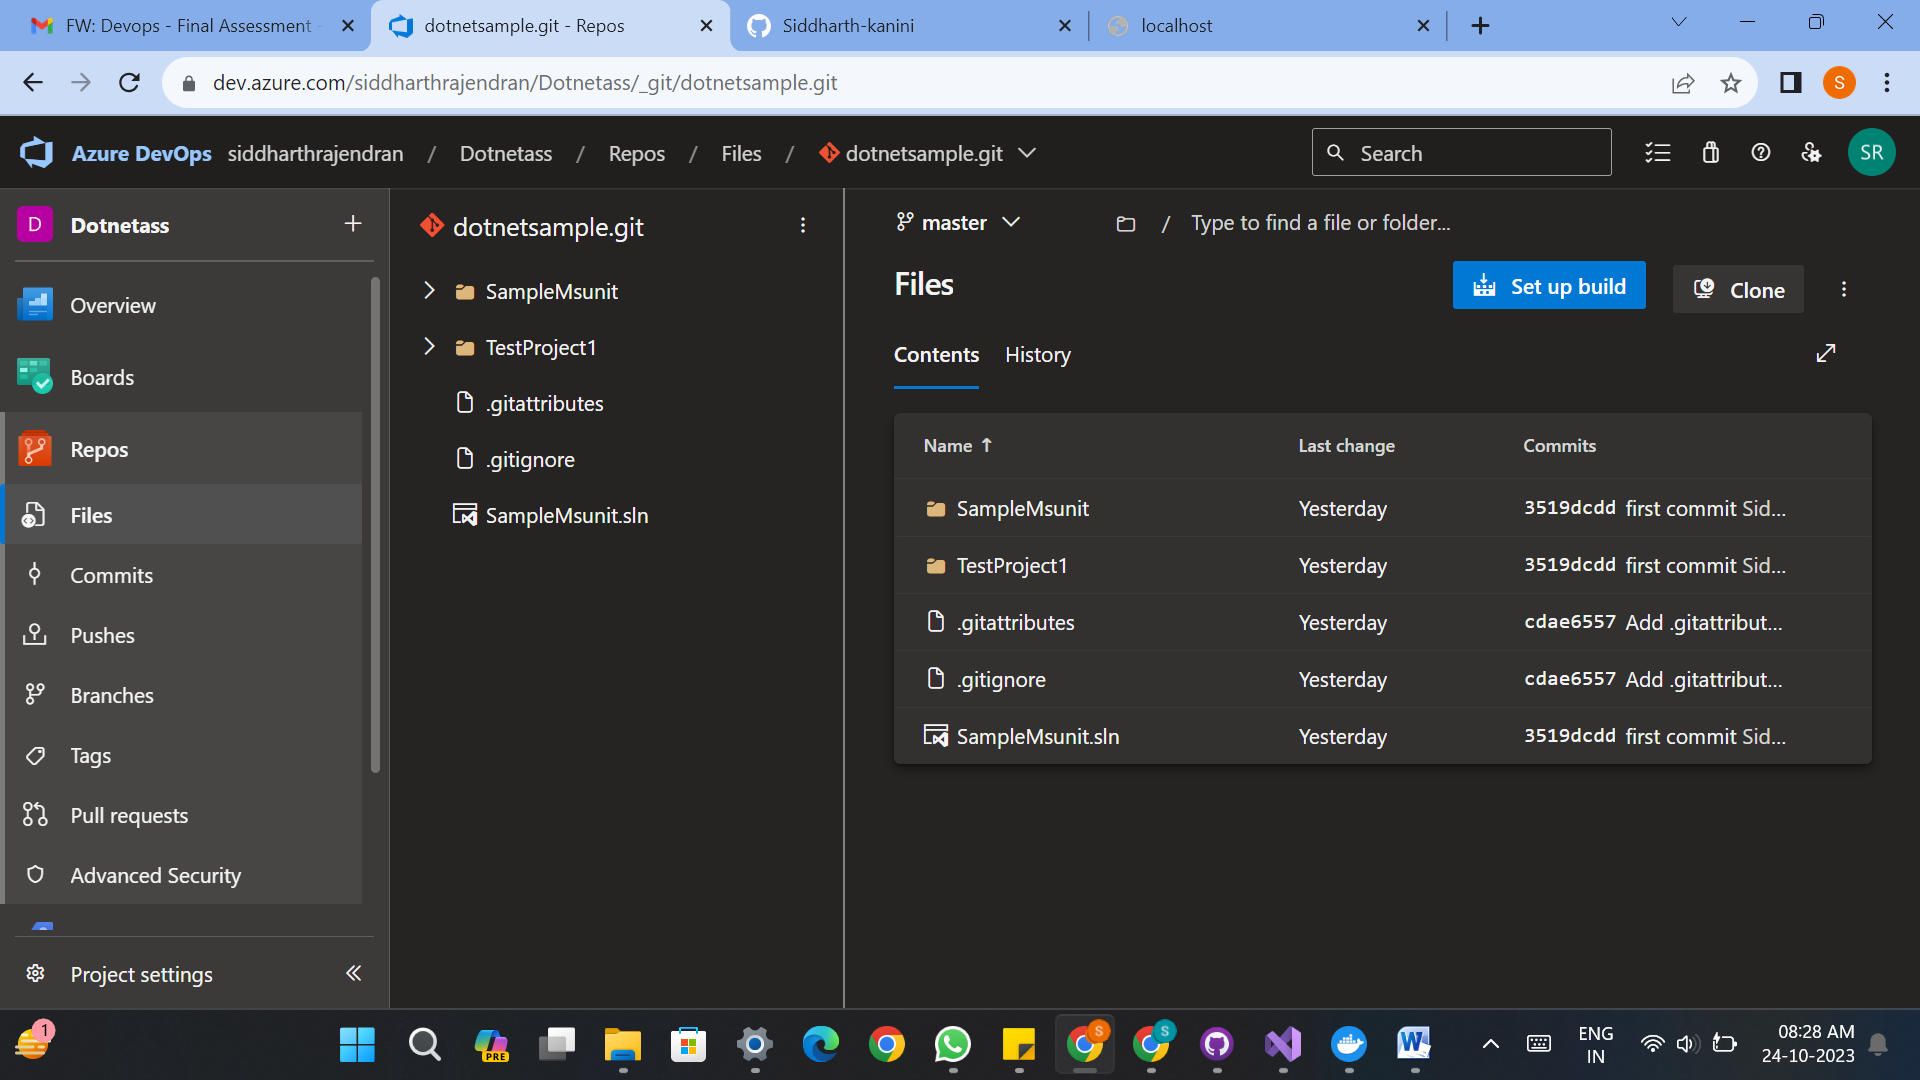 FW: Devops - Final Assessment -
dotnetsample.git - Repos
Siddharth-kanini
localhost
dev.azure.com/siddharthrajendran/Dotnetass/_git/dotnetsample.git
S
Azure DevOps siddharthrajendran / Dotnetass / Repos / Files / dotnetsample.git
Search
SR
D Dotnetass
Overview
Boards
Repos
Files
Commits
Pushes
Branches
Tags
Pull requests
Advanced Security
Project settings
dotnetsample.git
SampleMsunit
TestProject1
.gitattributes
.gitignore
SampleMsunit.sln
master / Type to find a file or folder...
Files
Set up build
Clone
Contents History
Name Last change Commits
SampleMsunit Yesterday 3519dcdd first commit Sid...
TestProject1 Yesterday 3519dcdd first commit Sid...
.gitattributes Yesterday cdae6557 Add .gitattribut...
.gitignore Yesterday cdae6557 Add .gitattribut...
SampleMsunit.sln Yesterday 3519dcdd first commit Sid...
1
PRE
S
S
W
ENG
IN
08:28 AM
24-10-2023